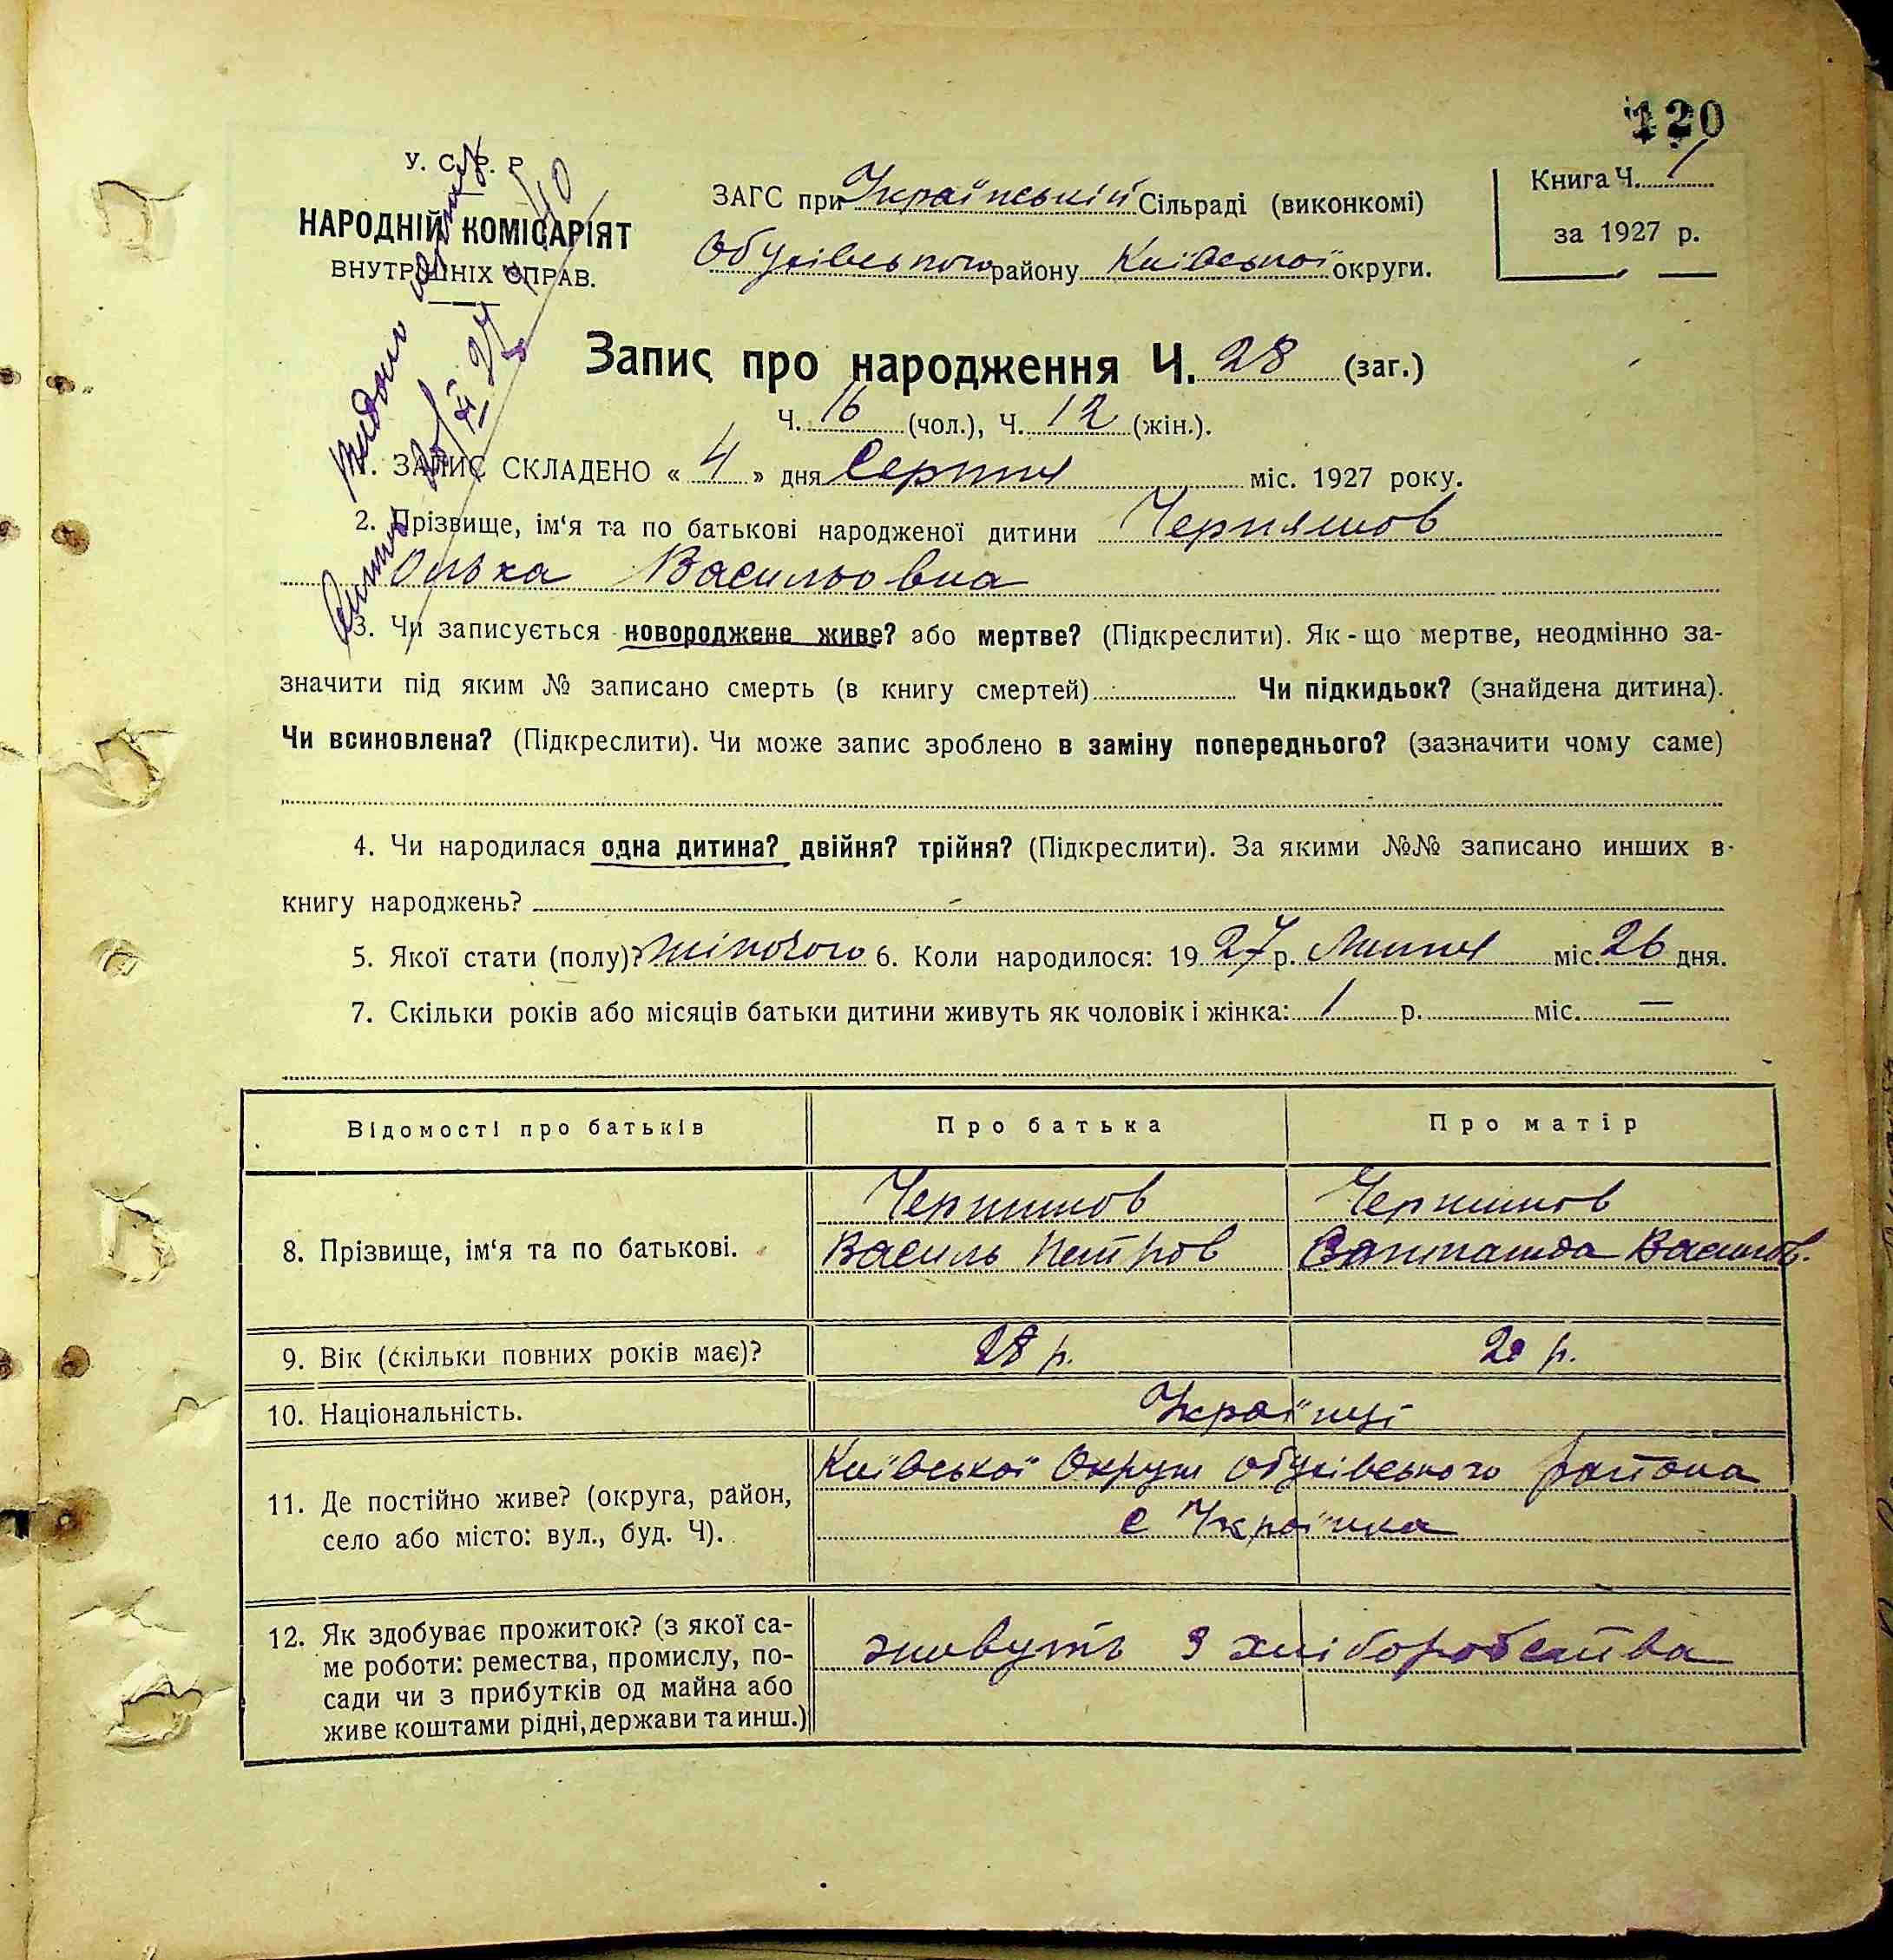 120
У. С. Р. Р.
НАРОДНІЙ КОМІСАРІЯТ
ВНУТРІШНІХ СПРАВ.
ЗАГС при Українській Сільраді (виконкомі)
Обухівського району Київської округи.
Книга Ч. 1
за 1927 р.
Запис про народження Ч. 28 (заг.)
Ч. 16 (чол.), Ч. 12 (жін.).
1. ЗАПИС СКЛАДЕНО « 4 » дня Серпня міс. 1927 року.
2. Прізвище, ім‘я та по батькові народженої дитини
Ольха Васильовна
3. Чи записується новороджене живе? або мертве? (Підкреслити). Як-що мертве, неодмінно за-
значити під яким № записано смерть (в книгу смертей) Чи підкидьок? (знайдена дитина).
Чи всиновлена? (Підкреслити). Чи може запис зроблено в заміну попереднього? (зазначити чому саме)
4. Чи народилася одна дитина? двійня? трійня? (Підкреслити). За якими №№ записано инших в
книгу народжень? –
5. Якої стати (полу)? жіночого 6. Коли народилося: 1927 р. Липня міс. 26 дня.
7. Скільки років або місяців батьки дитини живуть як чоловік і жінка: 1 р. міс. —
Відомості про батьків
Про батька
Про матір
8. Прізвище, ім‘я та по батькові.
Василь Петров
Василів.
9. Вік (скільки повних років має)?
28 р.
20 р.
10. Національність.
Українці
11. Де постійно живе? (округа, район,
село або місто: вул., буд. Ч).
Київської Округи Обухівського района
с Українка
12. Як здобуває прожиток? (з якої са-
ме роботи: ремества, промислу, по-
сади чи з прибутків од майна або
живе коштами рідні, держави та инш.)
живуть з хліборобства